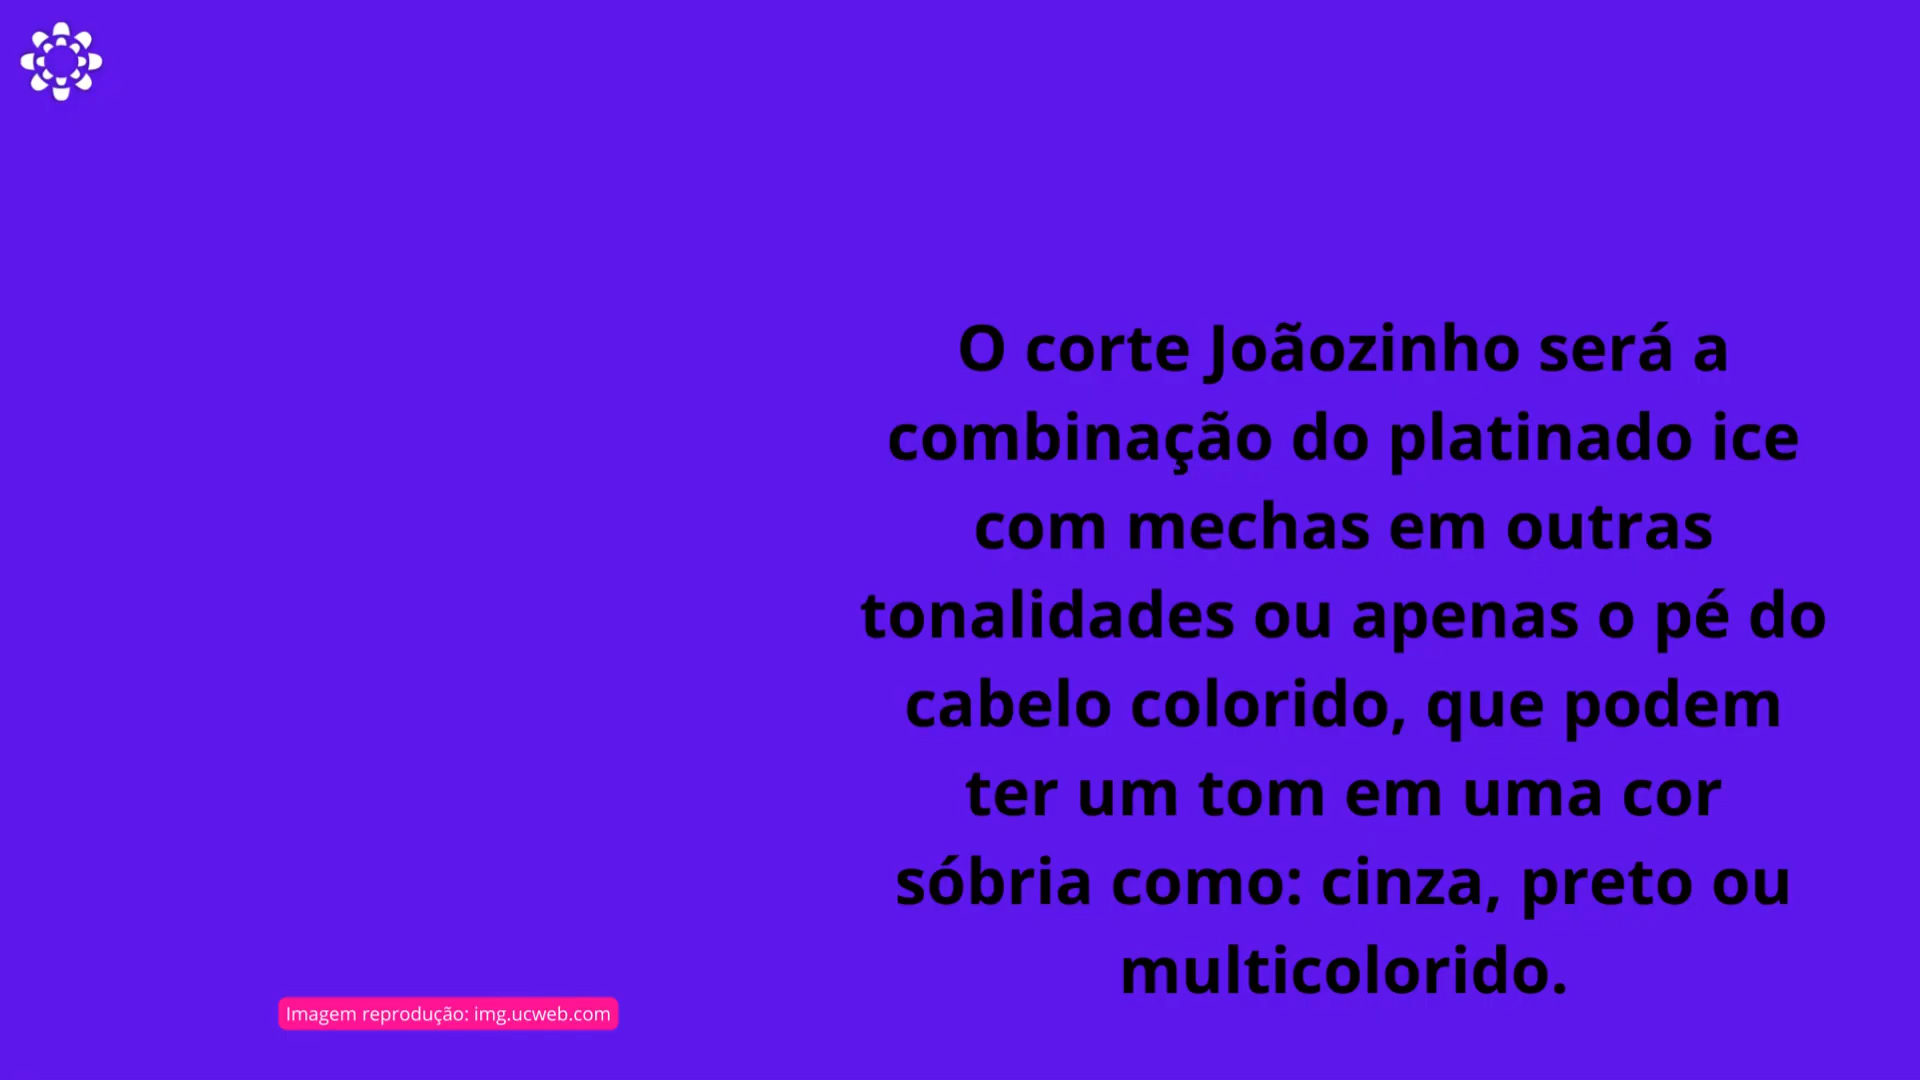 O corte Joãozinho será a
combinação do platinado ice
com mechas em outras
tonalidades ou apenas o pé do
cabelo colorido, que podem
ter um tom em uma cor
sóbria como: cinza, preto ou
multicolorido.
Imagem reprodução: img.ucweb.com